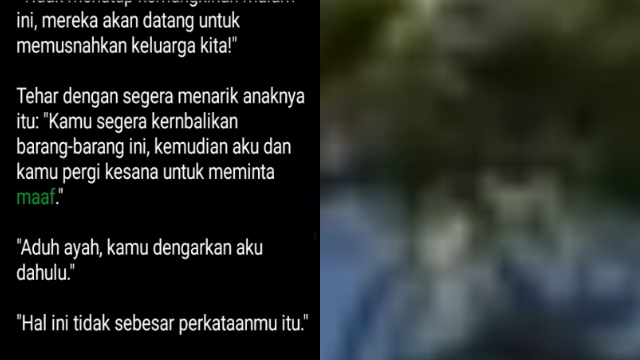 ini, mereka akan datang untuk
memusnahkan keluarga kita!"
Tehar dengan segera menarik anaknya
itu: "Kamu segera kernbalikan
barang-barang ini, kemudian aku dan
kamu pergi kesana untuk meminta
maaf."
"Aduh ayah, kamu dengarkan aku
dahulu."
"Hal ini tidak sebesar perkataanmu itu."